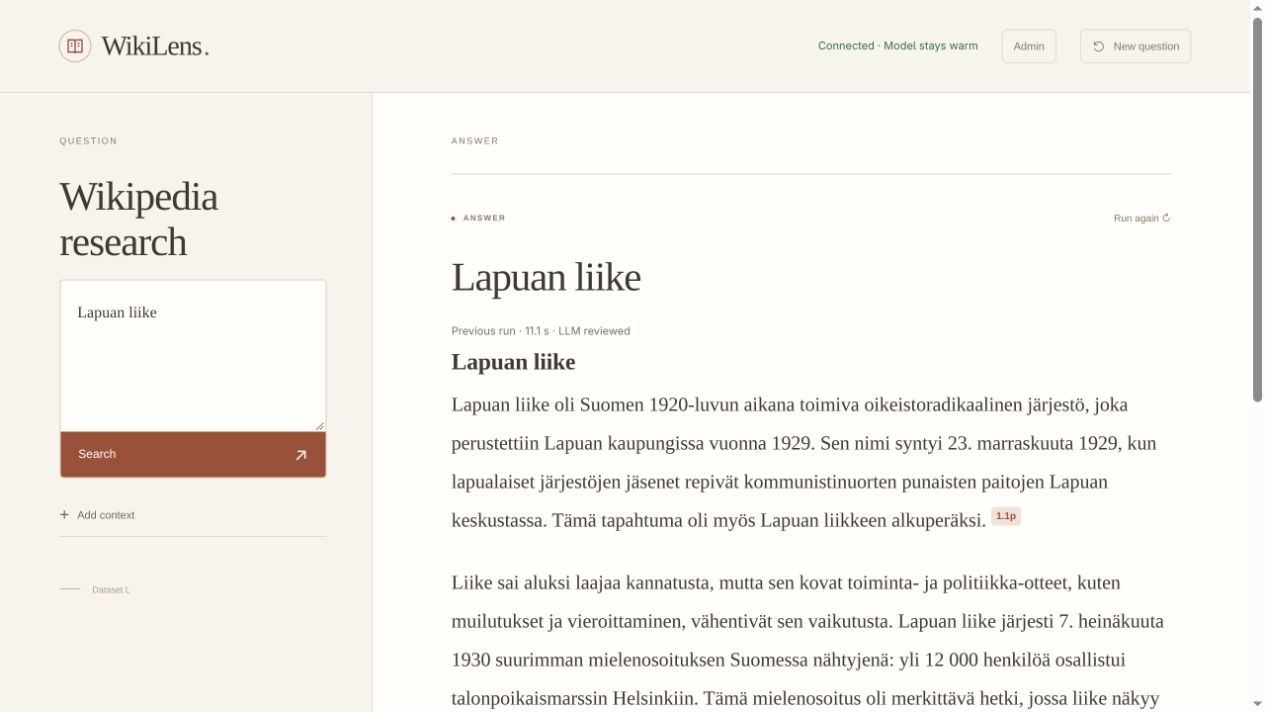 WikiLens.
Connected · Model stays warm
Admin
New question
QUESTION
Wikipedia
research
Lapuan liike
Search
+ Add context
Dataset L
ANSWER
ANSWER
Run again
Lapuan liike
Previous run · 11.1 s · LLM reviewed
Lapuan liike
Lapuan liike oli Suomen 1920-luvun aikana toimiva oikeistoradikaalinen järjestö, joka
perustettiin Lapuan kaupungissa vuonna 1929. Sen nimi syntyi 23. marraskuuta 1929, kun
lapualaiset järjestöjen jäsenet repivät kommunistinuorten punaisten paitojen Lapuan
keskustassa. Tämä tapahtuma oli myös Lapuan liikkeen alkuperäksi. 1.1p
Liike sai aluksi laajaa kannatusta, mutta sen kovat toiminta- ja politiikka-otteet, kuten
muilutukset ja vieroittaminen, vähentivät sen vaikutusta. Lapuan liike järjesti 7. heinäkuuta
1930 suurimman mielenosoituksen Suomessa nähtyjenä: yli 12 000 henkilöä osallistui
talonpoikaismarssin Helsinkiin. Tämä mielenosoitus oli merkittävä hetki, jossa liike näkyy